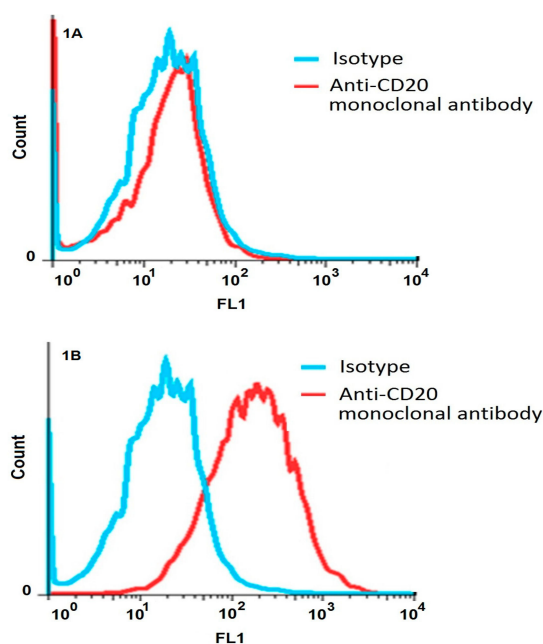 1A
Isotype
Anti-CD20
monoclonal antibody
Count
0
10⁰ 10¹ 10² 10³ 10⁴
FL1
1B
Isotype
Anti-CD20
monoclonal antibody
Count
0
10⁰ 10¹ 10² 10³ 10⁴
FL1